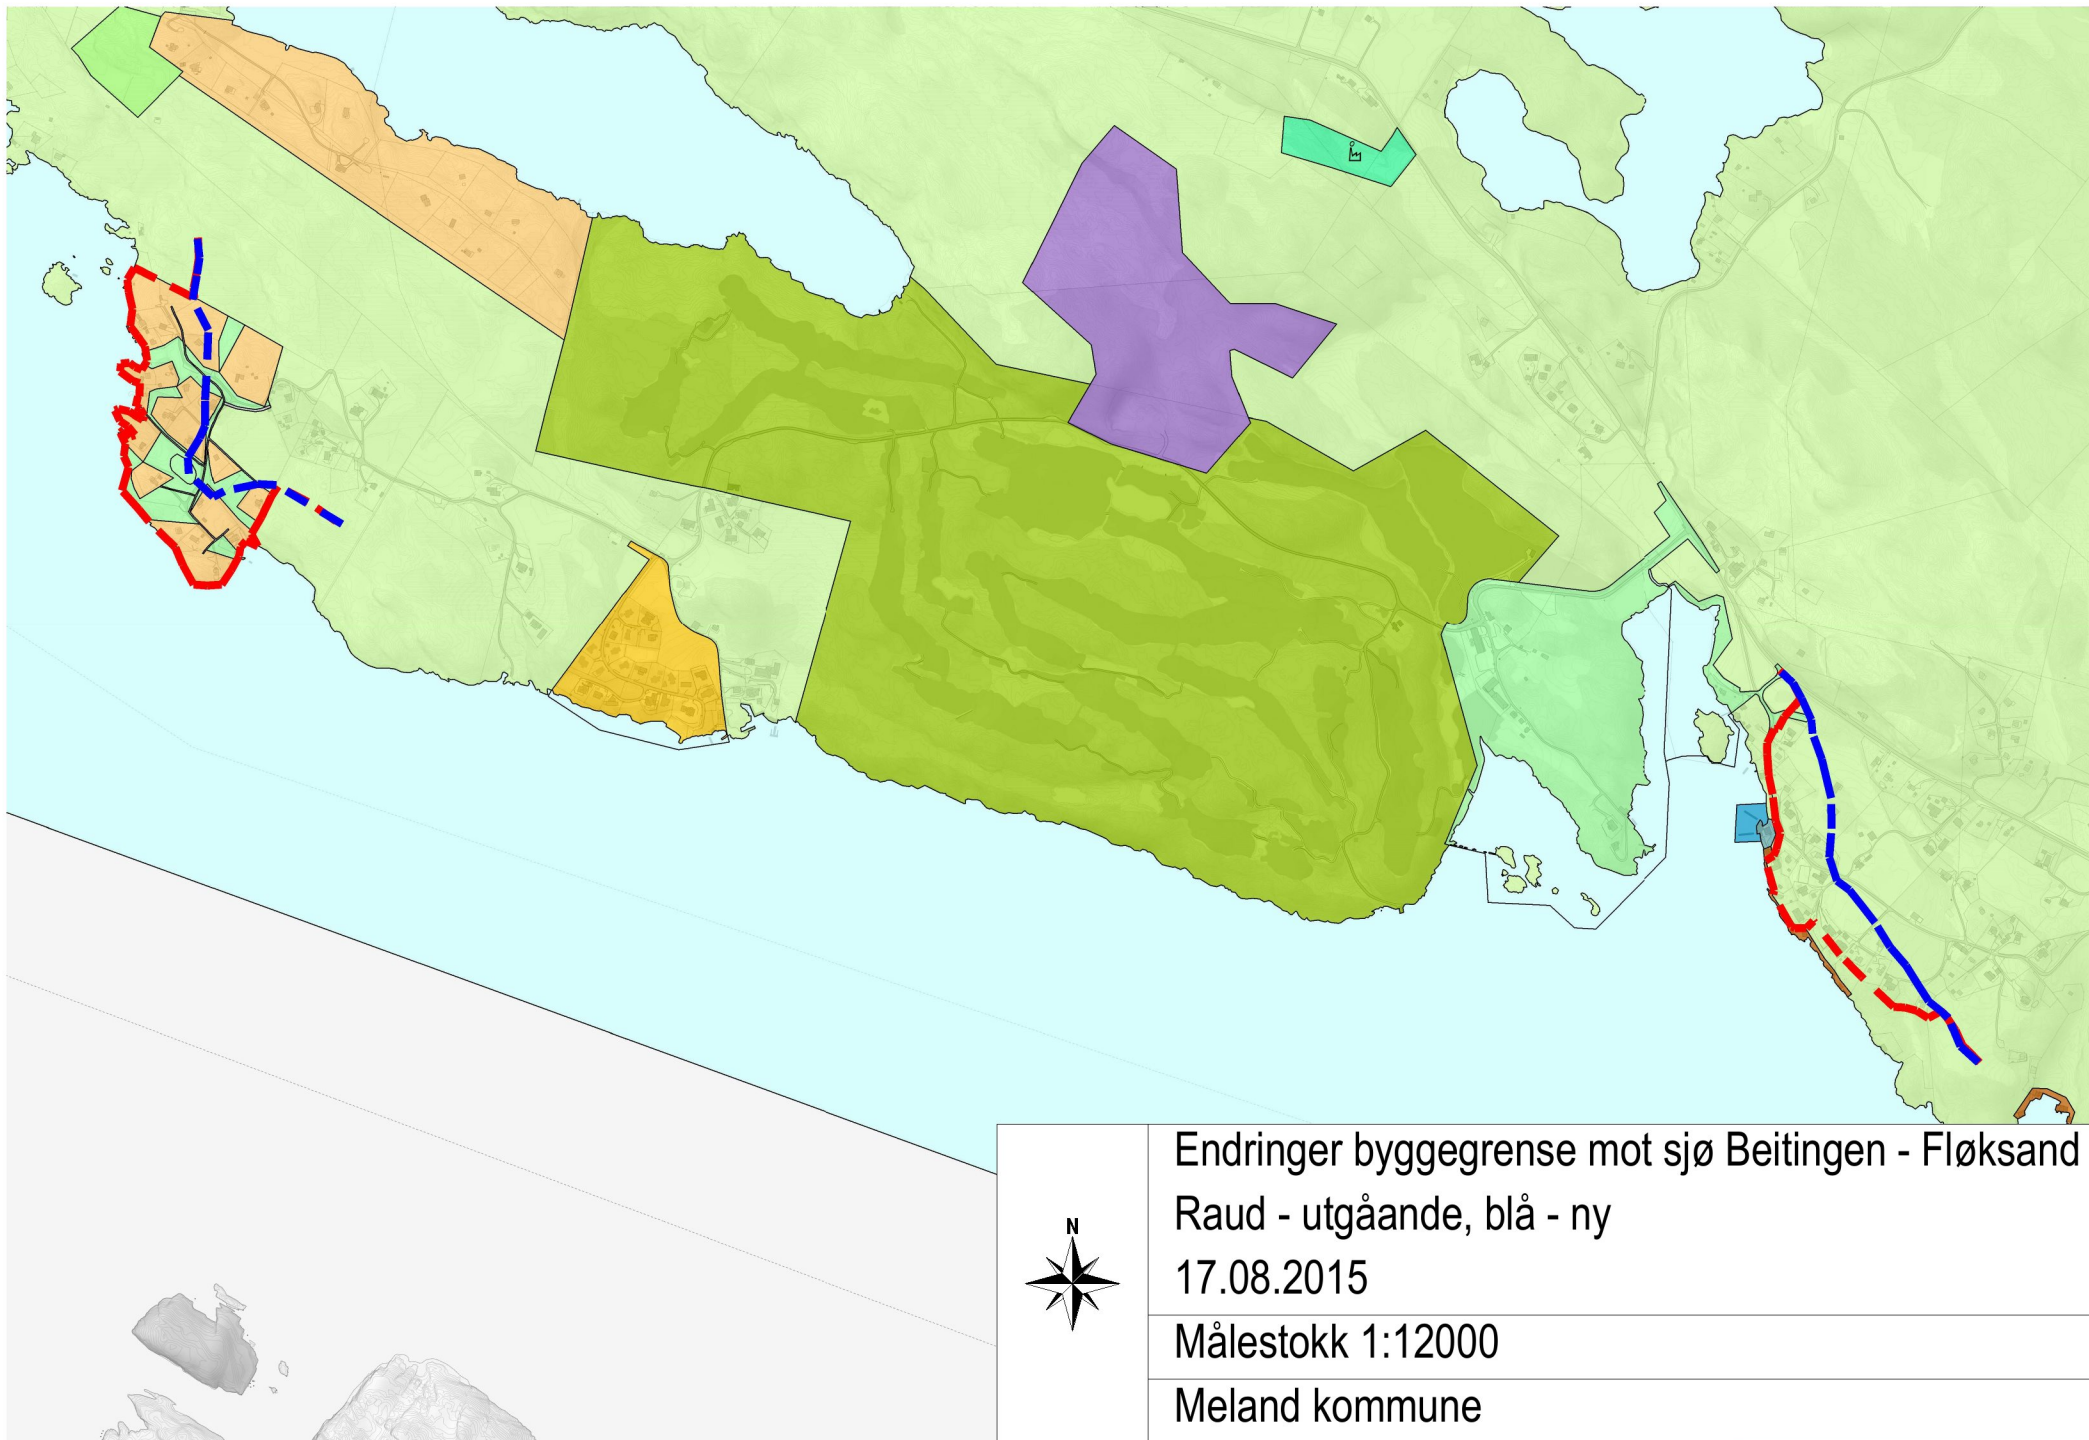 Endringer byggegrense mot sjø Beitingen - Fløksand
Raud - utgåande, blå - ny
N
17.08.2015
Målestokk 1:12000
Meland kommune